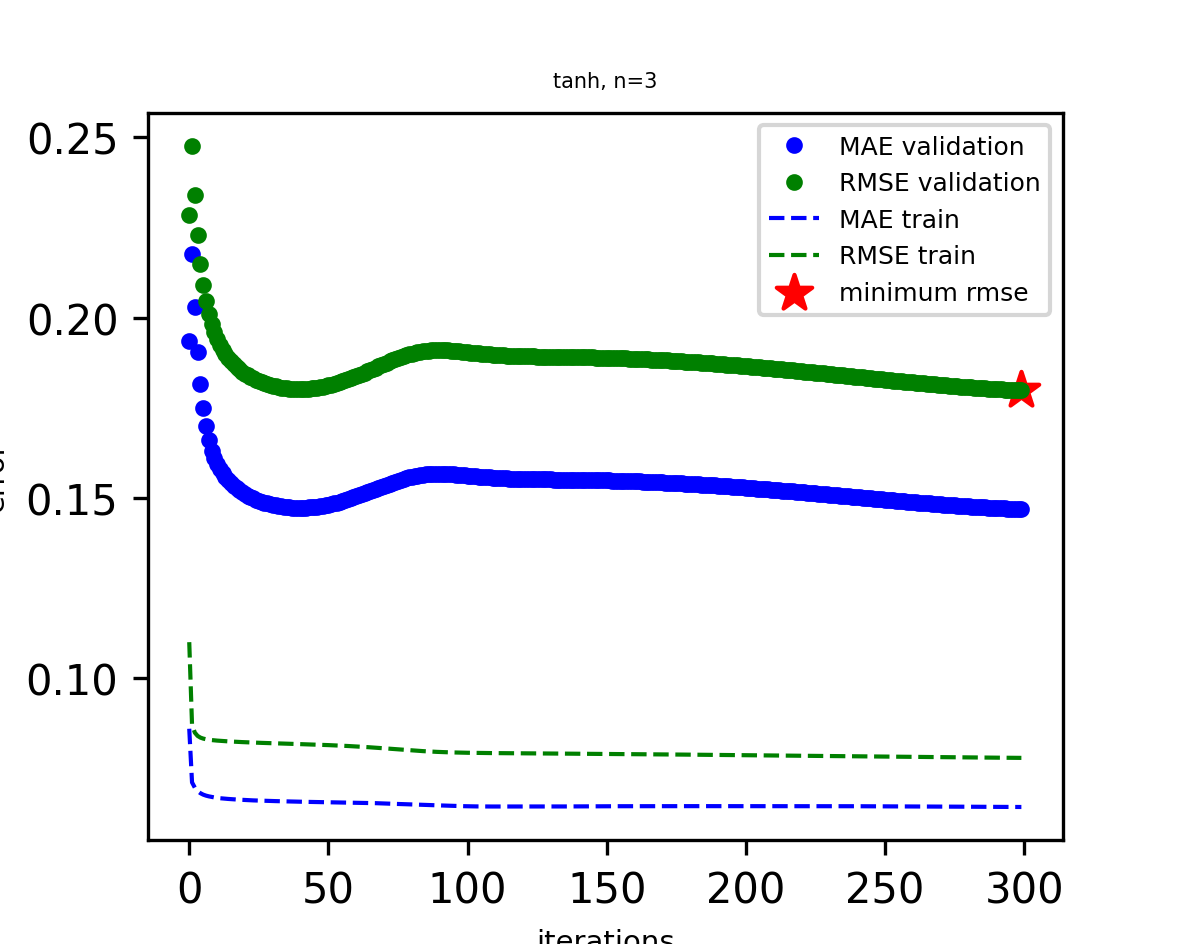 tanh, n=3
0.25
0.20
0.15
0.10
MAE validation
RMSE validation
MAE train
RMSE train
minimum rmse
0 50 100 150 200 250 300
iterations